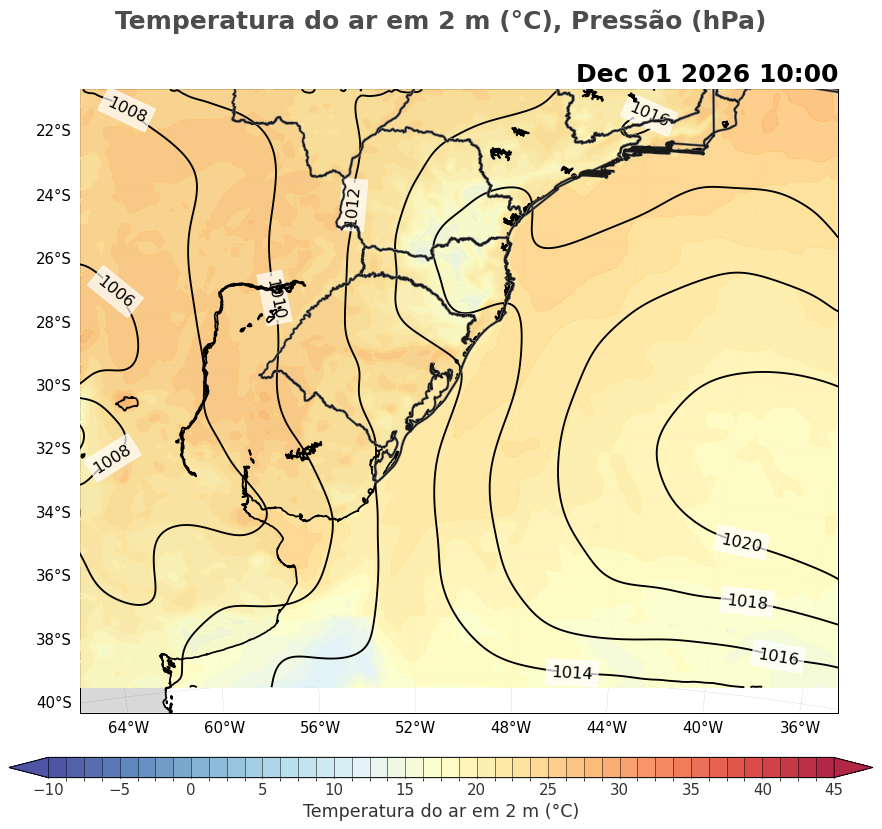 Temperatura do ar em 2 m (°C), Pressão (hPa)
Dec 01 2026 10:00
1008
1016
22°S
24°S
1012
26°S
1006
1010
28°S
30°S
32°S
1008
34°S
1020
36°S
1018
38°S
1016
1014
40°S
64°W 60°W 56°W 52°W 48°W 44°W 40°W 36°W
−10 −5 0 5 10 15 20 25 30 35 40 45
Temperatura do ar em 2 m (°C)